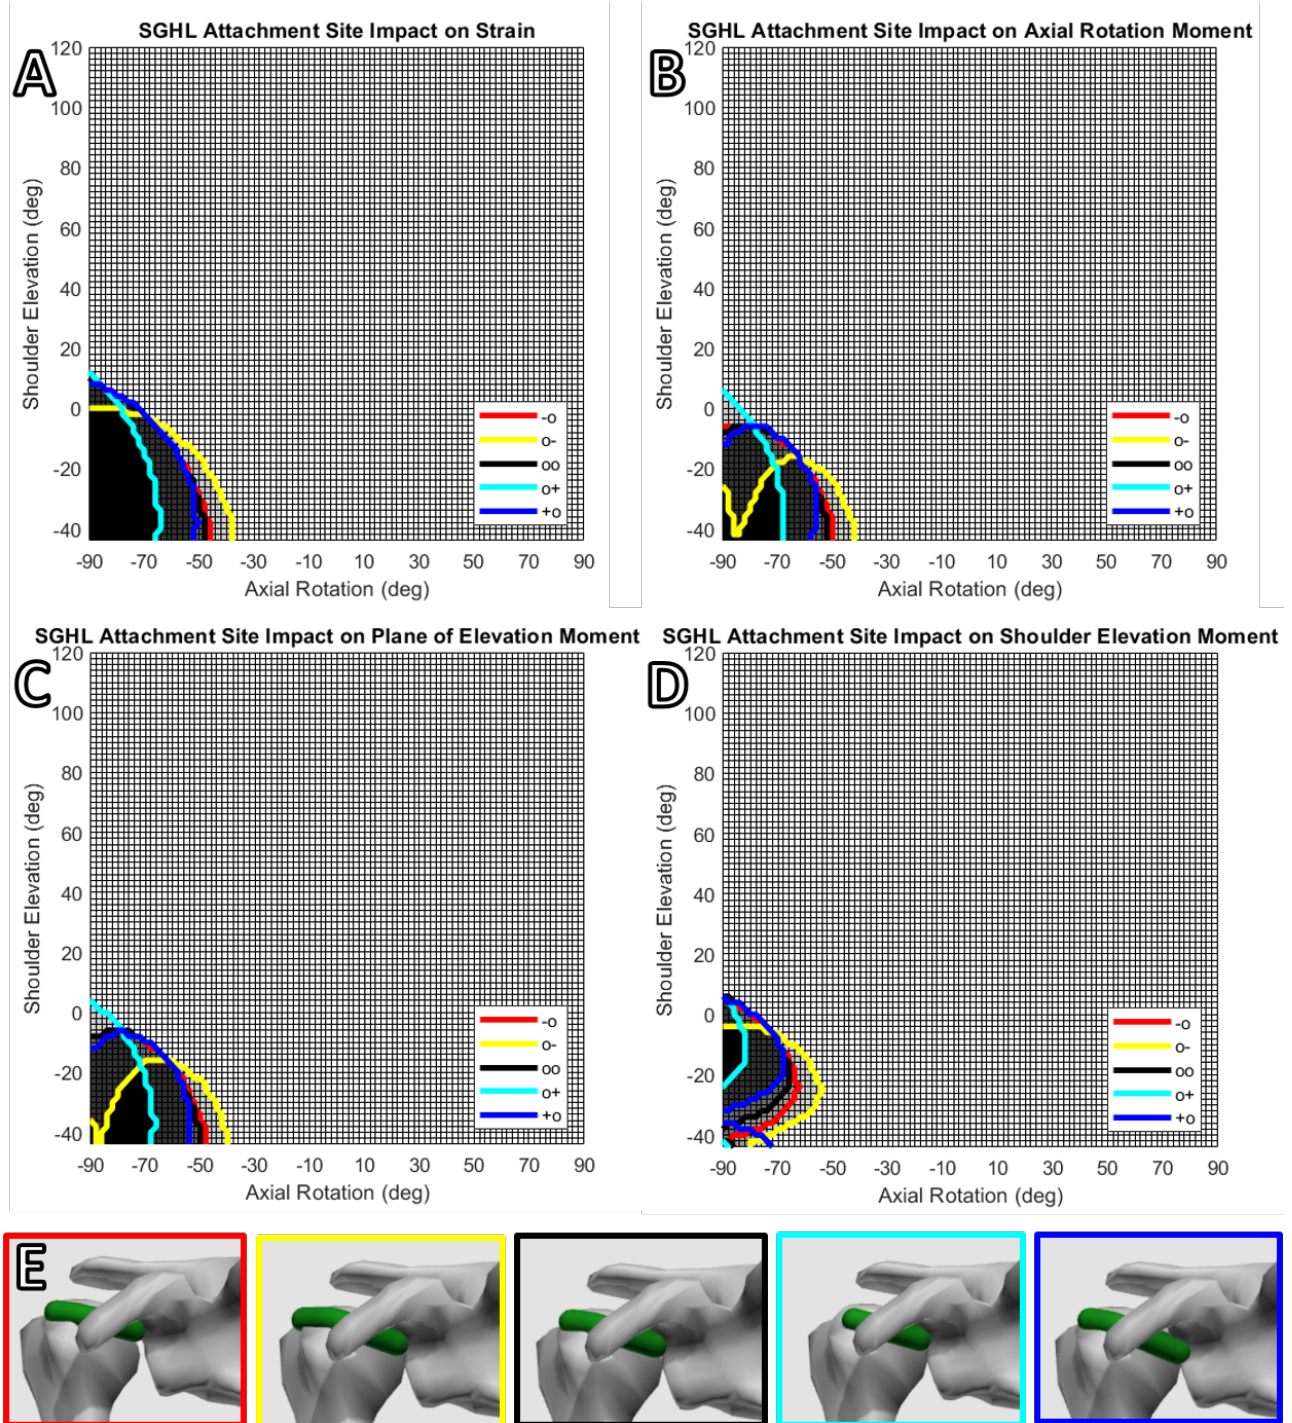 SGHL Attachment Site Impact on Strain
A
120
100
80
60
40
20
0
-20
-40
Shoulder Elevation (deg)
-90 -70 -50 -30 -10 10 30 50 70 90
Axial Rotation (deg)
-o
o-
oo
o+
+o
SGHL Attachment Site Impact on Axial Rotation Moment
B
120
100
80
60
40
20
0
-20
-40
Shoulder Elevation (deg)
-90 -70 -50 -30 -10 10 30 50 70 90
Axial Rotation (deg)
-o
o-
oo
o+
+o
SGHL Attachment Site Impact on Plane of Elevation Moment
C
120
100
80
60
40
20
0
-20
-40
Shoulder Elevation (deg)
-90 -70 -50 -30 -10 10 30 50 70 90
Axial Rotation (deg)
-o
o-
oo
o+
+o
SGHL Attachment Site Impact on Shoulder Elevation Moment
D
120
100
80
60
40
20
0
-20
-40
Shoulder Elevation (deg)
-90 -70 -50 -30 -10 10 30 50 70 90
Axial Rotation (deg)
-o
o-
oo
o+
+o
E